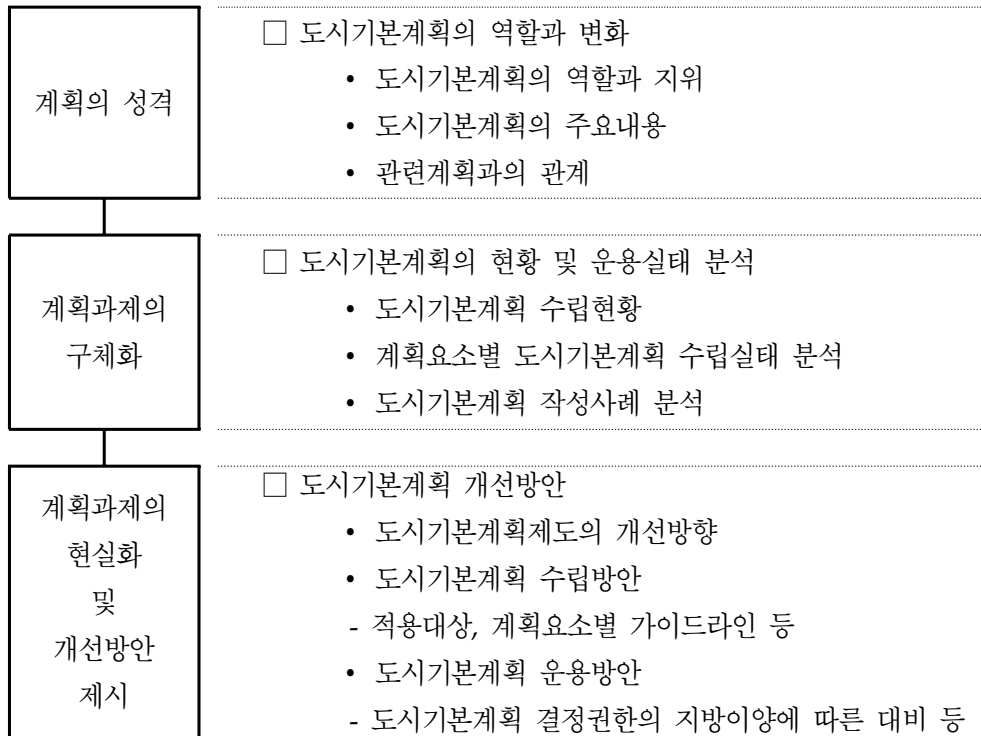 계획의 성격
□ 도시기본계획의 역할과 변화
• 도시기본계획의 역할과 지위
• 도시기본계획의 주요내용
• 관련계획과의 관계
계획과제의
구체화
□ 도시기본계획의 현황 및 운용실태 분석
• 도시기본계획 수립현황
• 계획요소별 도시기본계획 수립실태 분석
• 도시기본계획 작성사례 분석
계획과제의
현실화
및
개선방안
제시
□ 도시기본계획 개선방안
• 도시기본계획제도의 개선방향
• 도시기본계획 수립방안
- 적용대상, 계획요소별 가이드라인 등
• 도시기본계획 운용방안
- 도시기본계획 결정권한의 지방이양에 따른 대비 등